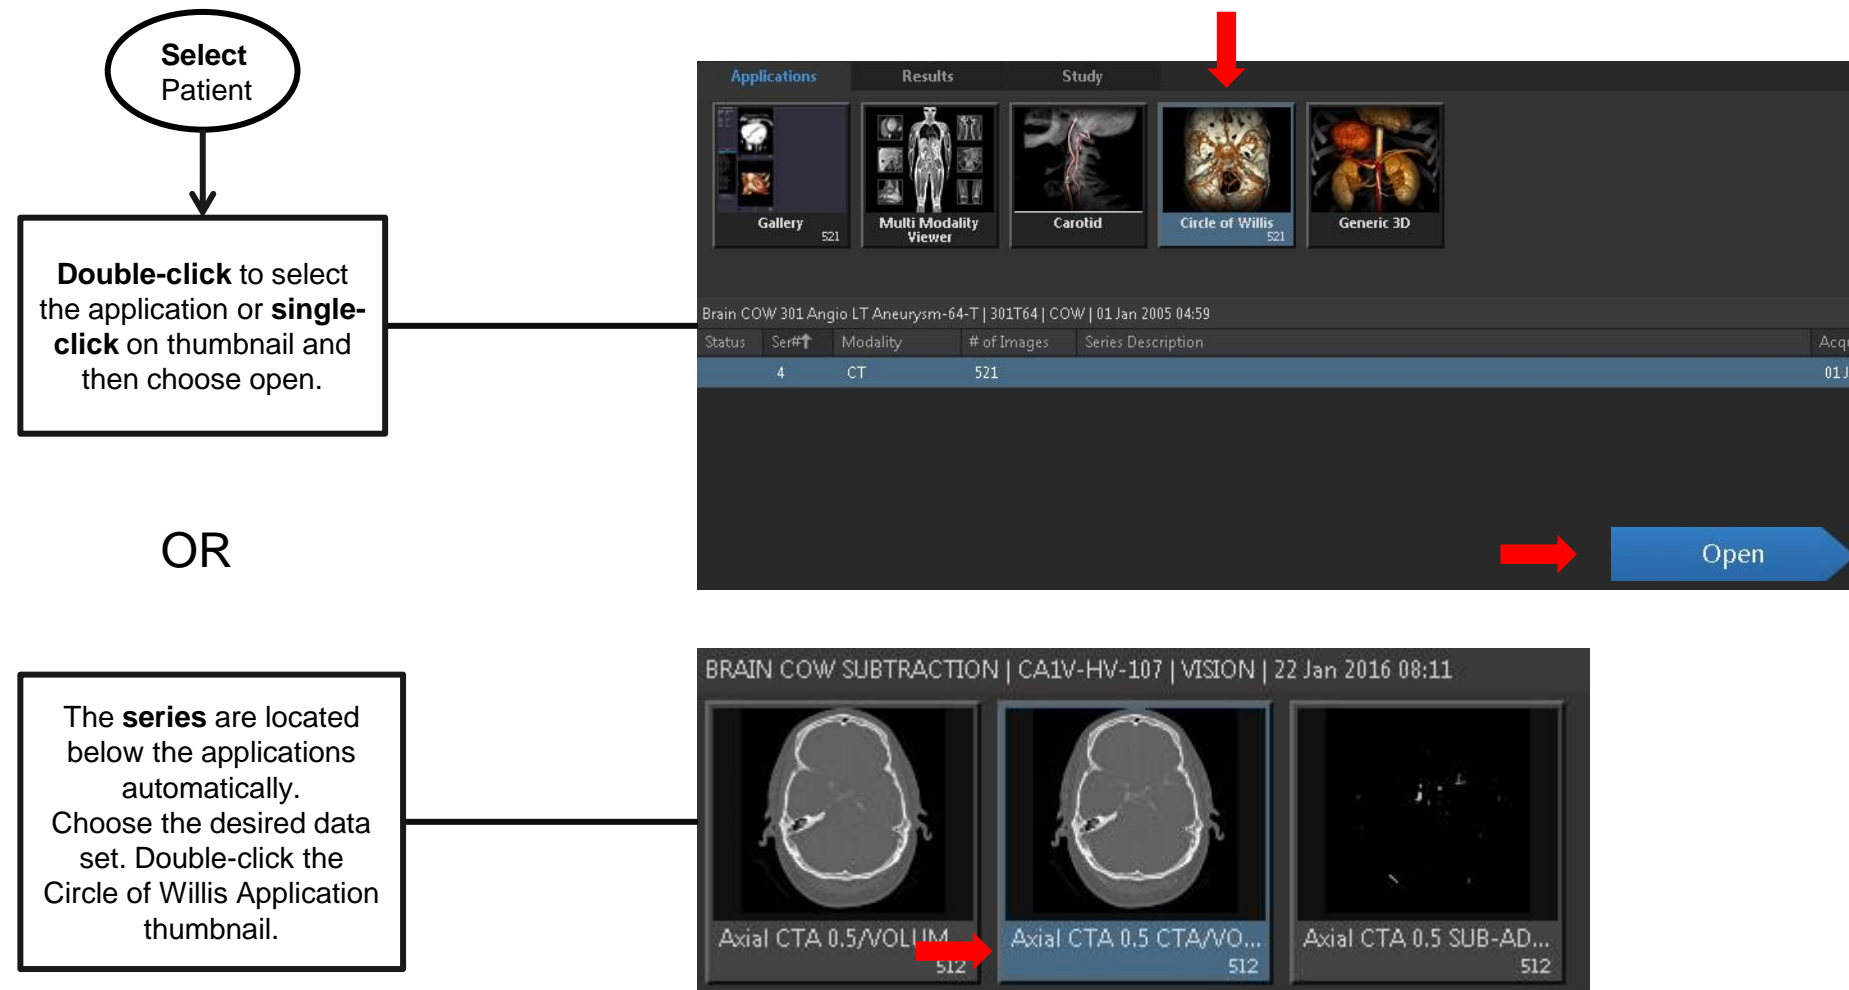 Select
Patient
Double-click to select
the application or single-
click on thumbnail and
then choose open.
Applications Results Study
Gallery
521
Multi Modality
Viewer
Carotid
Circle of Willis
521
Generic 3D
Brain COW 301 Angio LT Aneurysm-64-T | 301T64 | COW | 01 Jan 2005 04:59
Status Ser# Modality # of Images Series Description Acq
4 CT 521 01 J
Open
OR
The series are located
below the applications
automatically.
Choose the desired data
set. Double-click the
Circle of Willis Application
thumbnail.
BRAIN COW SUBTRACTION | CA1V-HV-107 | VISION | 22 Jan 2016 08:11
Axial CTA 0.5/VOLUM
512
Axial CTA 0.5 CTA/VO...
512
Axial CTA 0.5 SUB-AD...
512